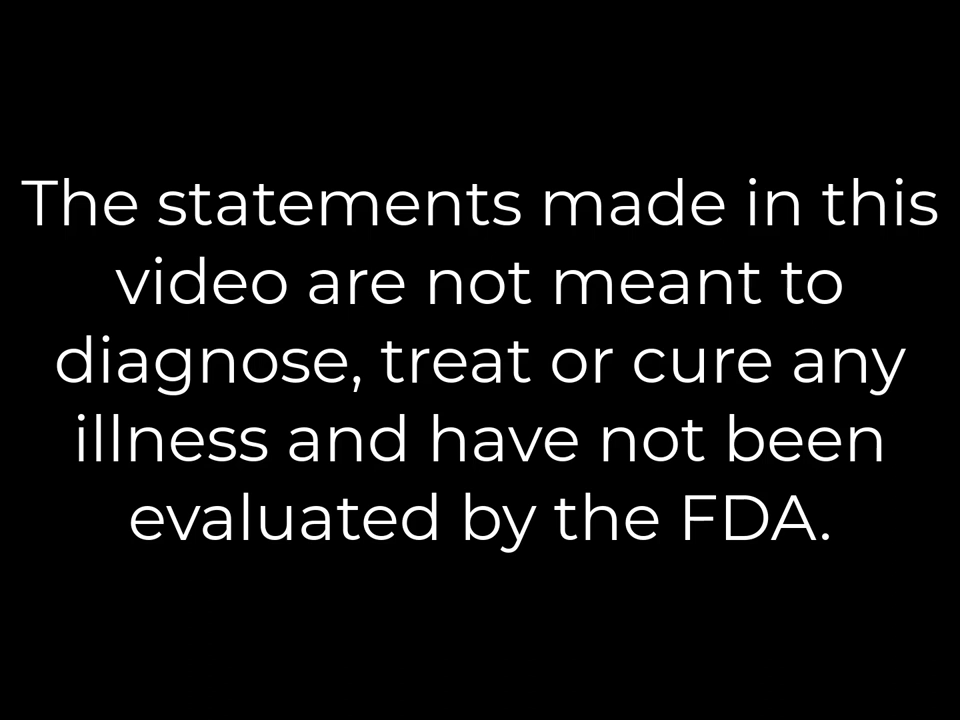 The statements made in this
video are not meant to
diagnose, treat or cure any
illness and have not been
evaluated by the FDA.